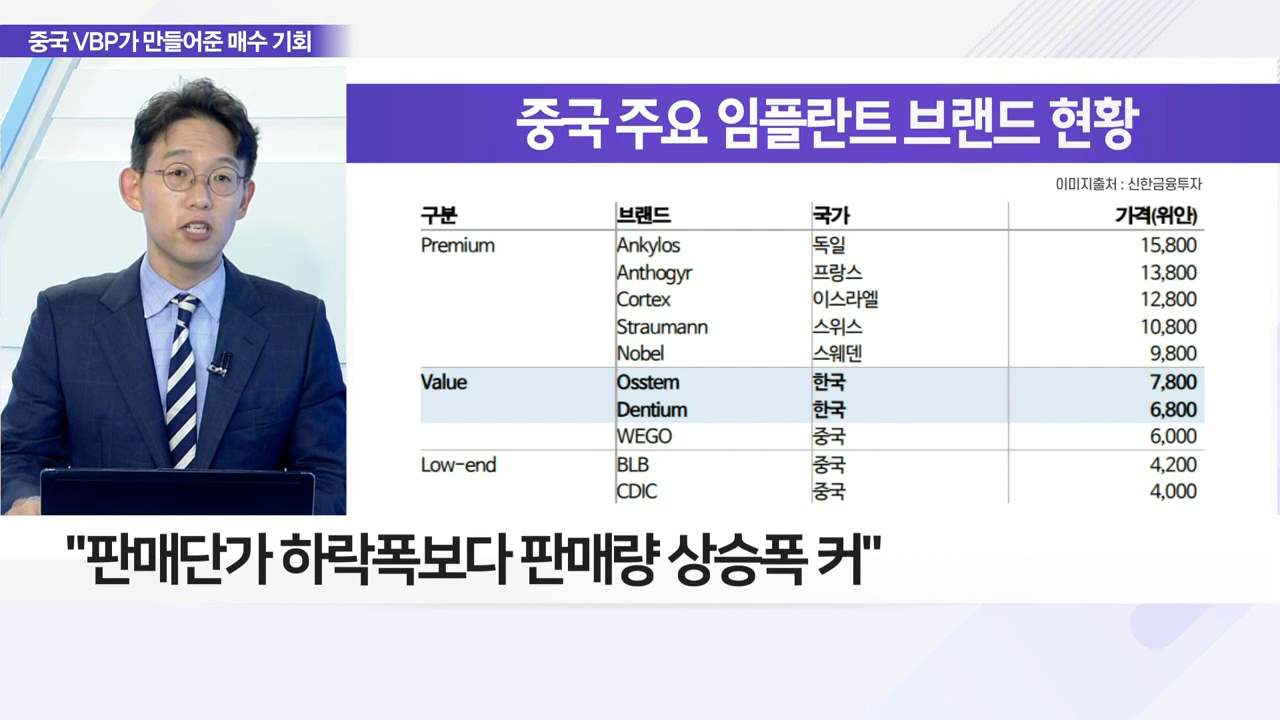 중국 VBP가 만들어준 매수 기회
중국 주요 임플란트 브랜드 현황
이미지출처 : 신한금융투자
구분 브랜드 국가 가격(위안)
Premium Ankylos 독일 15,800
Anthogyr 프랑스 13,800
Cortex 이스라엘 12,800
Straumann 스위스 10,800
Nobel 스웨덴 9,800
Value Osstem 한국 7,800
Dentium 한국 6,800
WEGO 중국 6,000
Low-end BLB 중국 4,200
CDIC 중국 4,000
"판매단가 하락폭보다 판매량 상승폭 커"